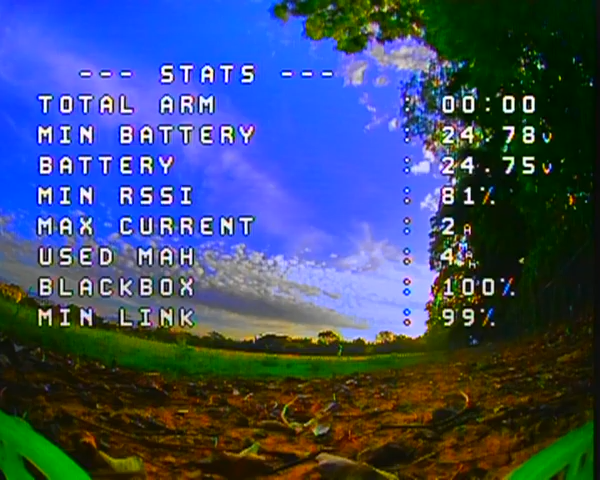 --- STATS ---
TOTAL ARM : 00:00
MIN BATTERY : 24.78V
BATTERY : 24.75V
MIN RSSI : 81%
MAX CURRENT : 2A
USED MAH : 4
BLACKBOX : 100%
MIN LINK : 99%